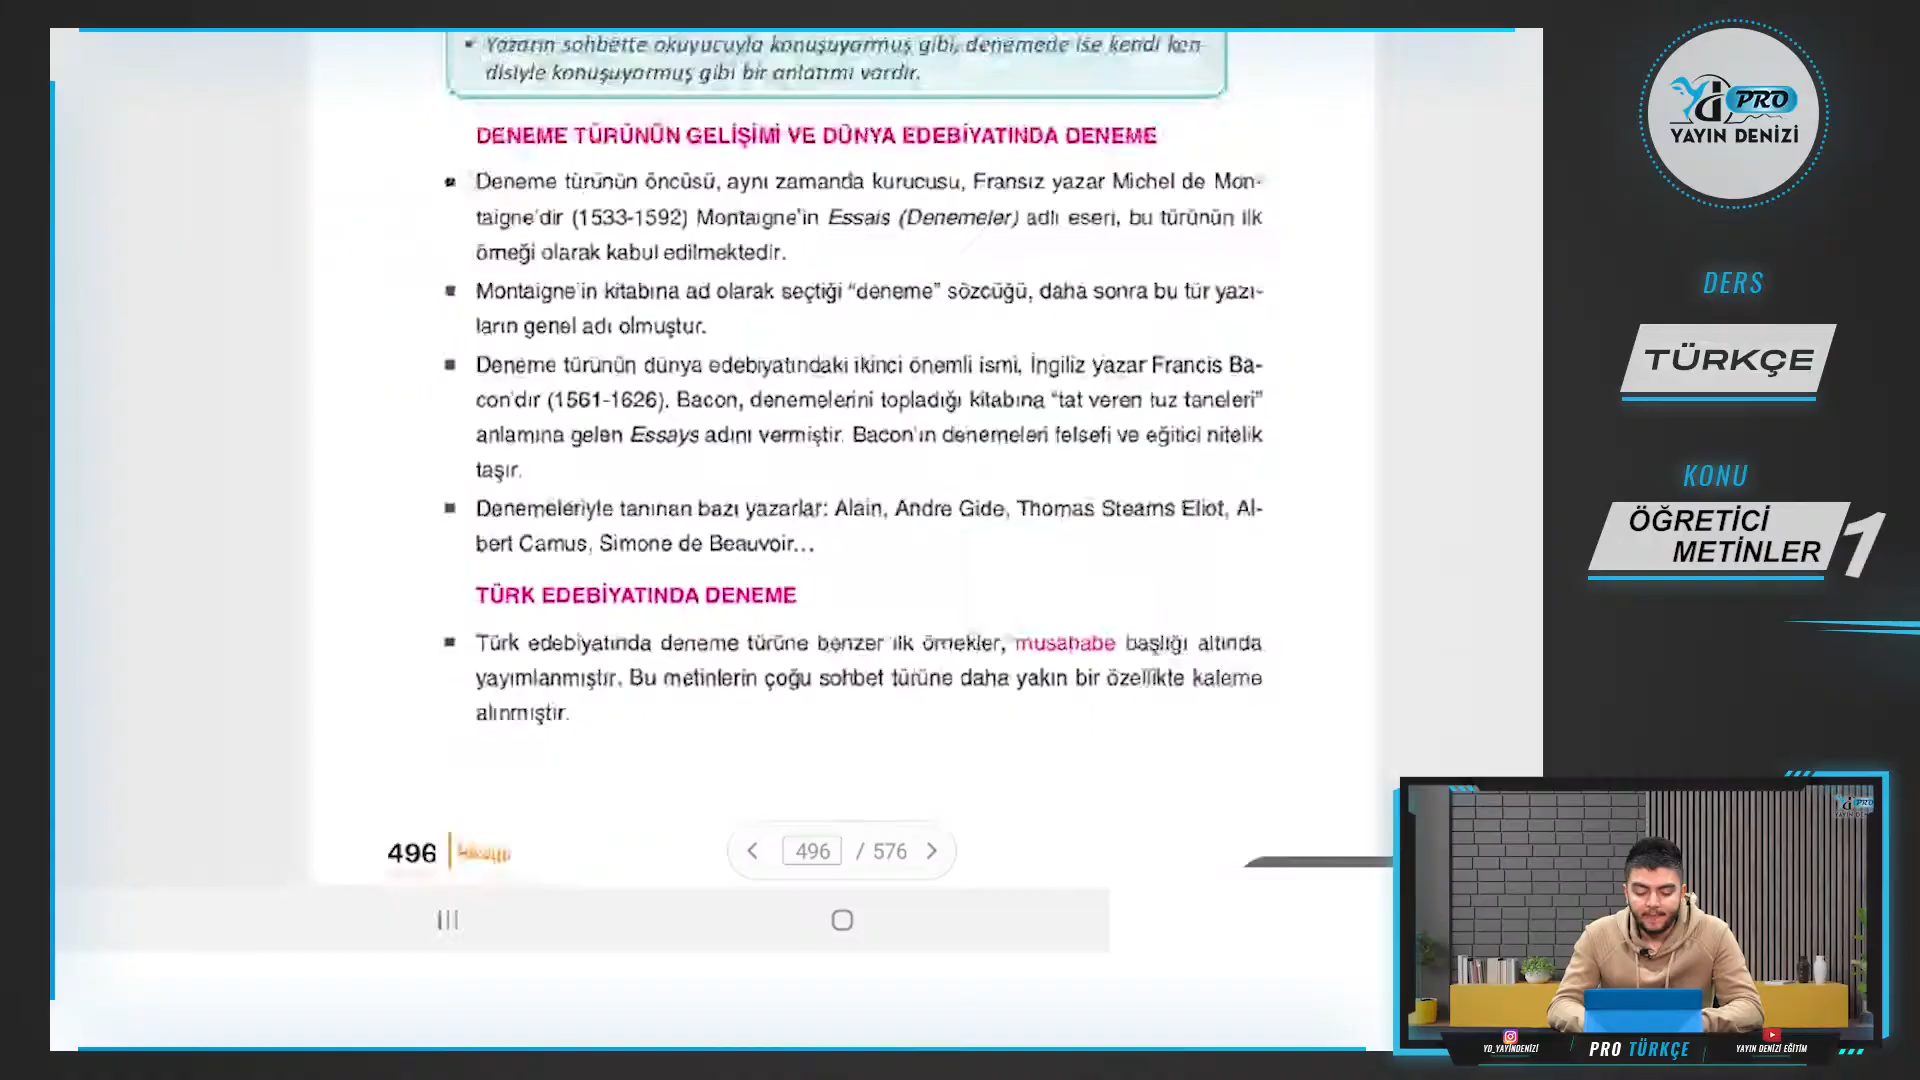 Yazarın sohbette okuyucuyla konuşuyormuş gibi, denemede ise kendi ken-
disiyle konuşuyormuş gibi bir anlatımı vardır.
DENEME TÜRÜNÜN GELİŞİMİ VE DÜNYA EDEBİYATINDA DENEME
▪ Deneme türünün öncüsü, aynı zamanda kurucusu, Fransız yazar Michel de Mon-
taigne'dir (1533-1592) Montaigne'in Essais (Denemeler) adlı eseri, bu türünün ilk
örneği olarak kabul edilmektedir.
▪ Montaigne'in kitabına ad olarak seçtiği "deneme" sözcüğü, daha sonra bu tür yazı-
ların genel adı olmuştur.
▪ Deneme türünün dünya edebiyatındaki ikinci önemli ismi, İngiliz yazar Francis Ba-
con'dır (1561-1626). Bacon, denemelerini topladığı kitabına "tat veren tuz taneleri"
anlamına gelen Essays adını vermiştir. Bacon'ın denemeleri felsefi ve eğitici nitelik
taşır.
▪ Denemeleriyle tanınan bazı yazarlar: Alain, Andre Gide, Thomas Stearns Eliot, Al-
bert Camus, Simone de Beauvoir...
TÜRK EDEBİYATINDA DENEME
▪ Türk edebiyatında deneme türüne benzer ilk örnekler, musahabe başlığı altında
yayımlanmıştır. Bu metinlerin çoğu sohbet türüne daha yakın bir özellikte kaleme
alınmıştır.
496
496 / 576
yd PRO
YAYIN DENİZİ
DERS
TÜRKÇE
KONU
ÖĞRETİCİ
METİNLER 1
YD_YAYINDENİZİ
PRO TÜRKÇE
YAYIN DENİZİ EĞİTİM